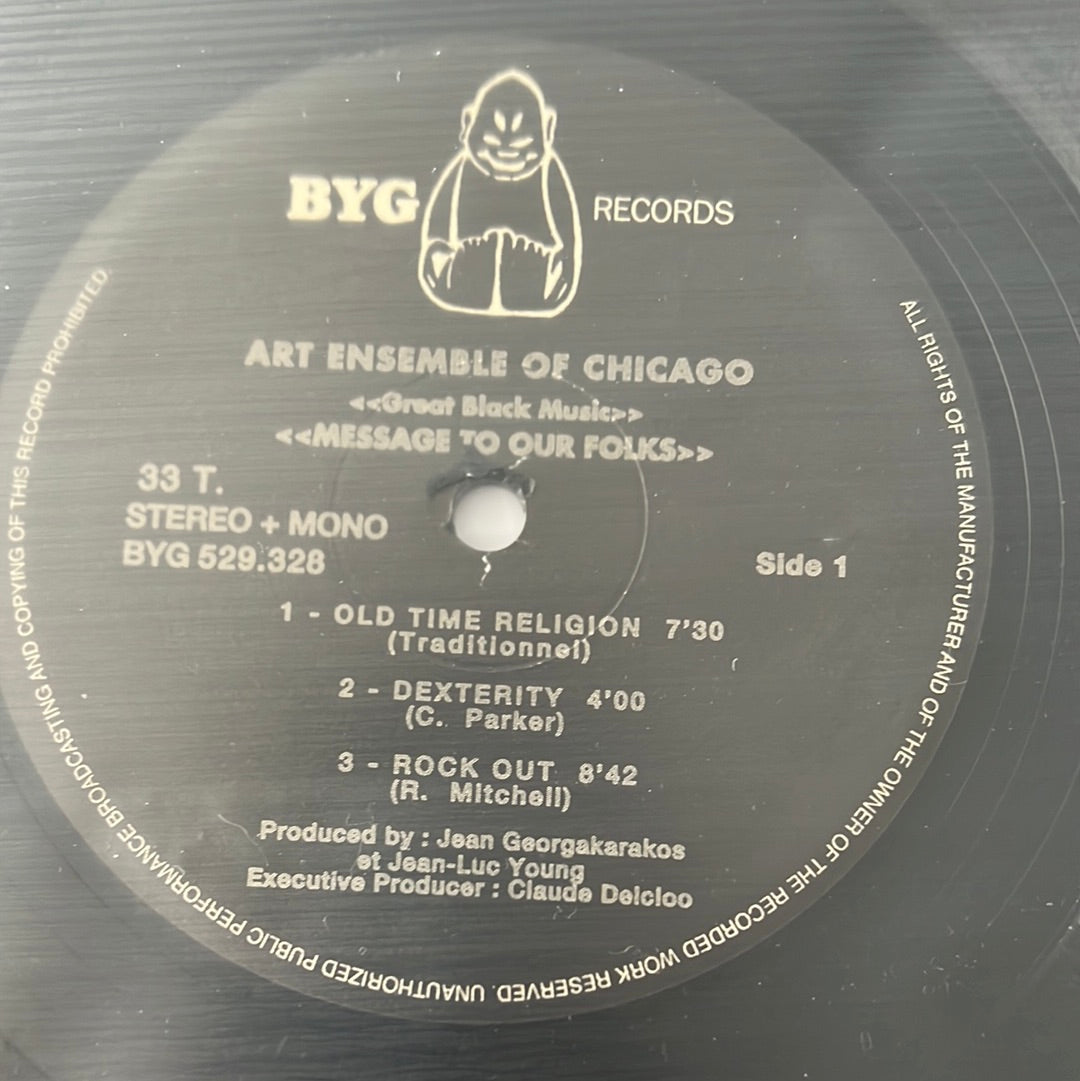 BYG RECORDS
ART ENSEMBLE OF CHICAGO
<<Great Black Music>>
<<MESSAGE TO OUR FOLKS>>
33 T.
STEREO + MONO
BYG 529.328
Side 1
1 - OLD TIME RELIGION 7'30
(Traditionnel)
2 - DEXTERITY 4'00
(C. Parker)
3 - ROCK OUT 8'42
(R. Mitchell)
Produced by : Jean Georgakarakos
et Jean-Luc Young
Executive Producer : Claude Delcloo
ALL RIGHTS OF THE MANUFACTURER AND OF THE OWNER OF THE RECORDED WORK RESERVED. UNAUTHORIZED PUBLIC PERFORMANCE BROADCASTING AND COPYING OF THIS RECORD PROHIBITED.